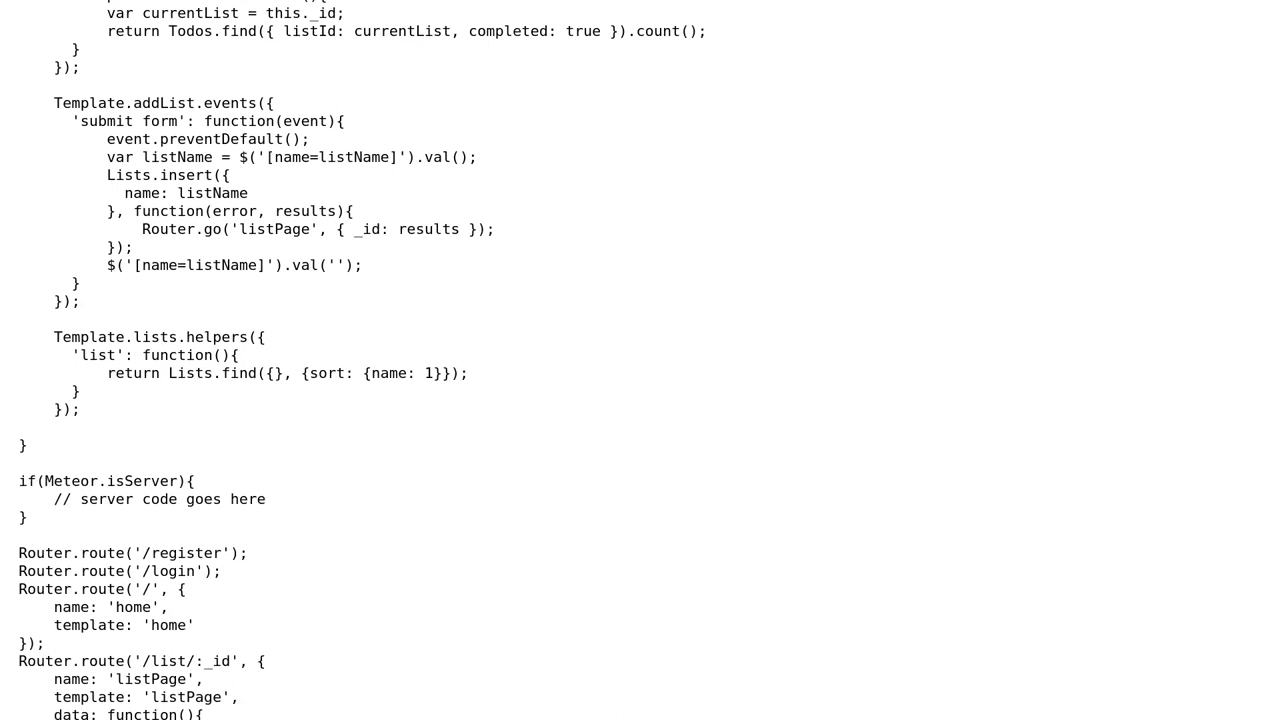 var currentList = this._id;
return Todos.find({ listId: currentList, completed: true }).count();
}
});
Template.addList.events({
'submit form': function(event){
event.preventDefault();
var listName = $('[name=listName]').val();
Lists.insert({
name: listName
}, function(error, results){
Router.go('listPage', { _id: results });
});
$('[name=listName]').val('');
}
});
Template.lists.helpers({
'list': function(){
return Lists.find({}, {sort: {name: 1}});
}
});
}
if(Meteor.isServer){
// server code goes here
}
Router.route('/register');
Router.route('/login');
Router.route('/', {
name: 'home',
template: 'home'
});
Router.route('/list/:_id', {
name: 'listPage',
template: 'listPage',
data: function(){